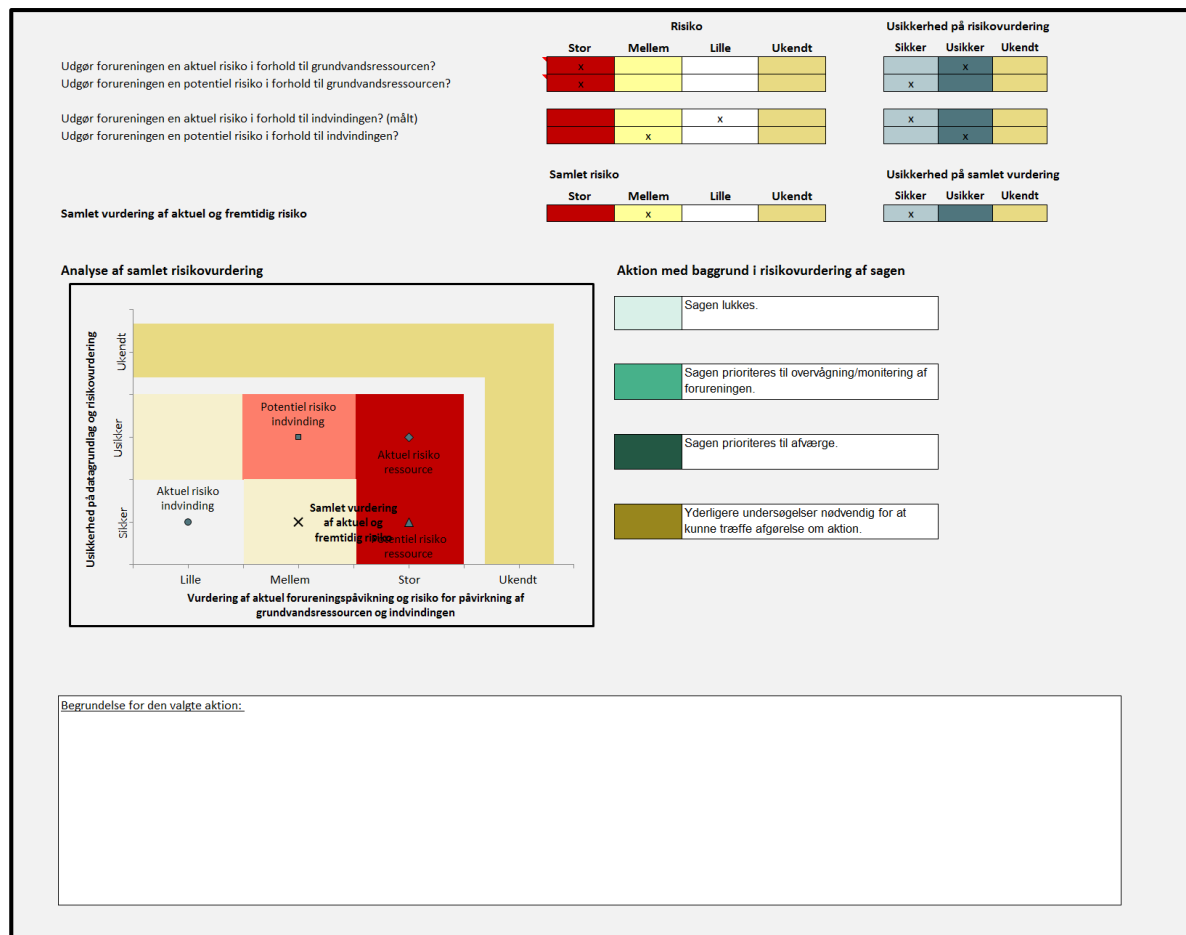 Risiko
Usikkerhed på risikovurdering
Stor Mellem Lille Ukendt Sikker Usikker Ukendt
Udgør forureningen en aktuel risiko i forhold til grundvandsressourcen? x x
Udgør forureningen en potentiel risiko i forhold til grundvandsressourcen? x x
Udgør forureningen en aktuel risiko i forhold til indvindingen? (målt) x x
Udgør forureningen en potentiel risiko i forhold til indvindingen? x x
Samlet risiko
Usikkerhed på samlet vurdering
Stor Mellem Lille Ukendt Sikker Usikker Ukendt
Samlet vurdering af aktuel og fremtidig risiko x x
Analyse af samlet risikovurdering
Usikkerhed på datagrundlag og risikovurdering
Ukendt
Usikker
Sikker
Potentiel risiko
indvinding
Aktuel risiko
ressource
Aktuel risiko
indvinding
Samlet vurdering
af aktuel og
fremtidig risiko
Potentiel risiko
ressource
Lille Mellem Stor Ukendt
Vurdering af aktuel forureningspåvikning og risiko for påvirkning af
grundvandsressourcen og indvindingen
Aktion med baggrund i risikovurdering af sagen
Sagen lukkes.
Sagen prioriteres til overvågning/monitering af
forureningen.
Sagen prioriteres til afværge.
Yderligere undersøgelser nødvendig for at
kunne træffe afgørelse om aktion.
Begrundelse for den valgte aktion: